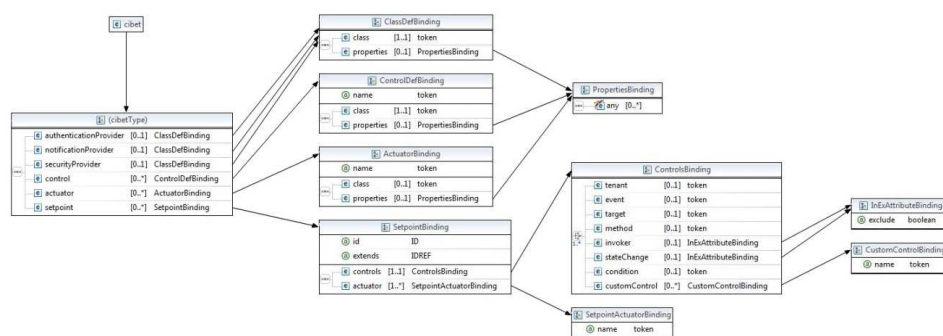 cibet
(cibetType)
authenticationProvider [0..1] ClassDefBinding
notificationProvider [0..1] ClassDefBinding
securityProvider [0..1] ClassDefBinding
control [0..*] ControlDefBinding
actuator [0..*] ActuatorBinding
setpoint [0..*] SetpointBinding
ClassDefBinding
class [1..1] token
properties [0..1] PropertiesBinding
ControlDefBinding
name token
class [1..1] token
properties [0..1] PropertiesBinding
ActuatorBinding
name token
class [0..1] token
properties [0..1] PropertiesBinding
SetpointBinding
id ID
extends IDREF
controls [1..1] ControlsBinding
actuator [1..*] SetpointActuatorBinding
PropertiesBinding
any [0..*]
ControlsBinding
tenant [0..1] token
event [0..1] token
target [0..1] token
method [0..1] token
invoker [0..1] InExAttributeBinding
stateChange [0..1] InExAttributeBinding
condition [0..1] token
customControl [0..*] CustomControlBinding
SetpointActuatorBinding
name token
InExAttributeBinding
exclude boolean
CustomControlBinding
name token